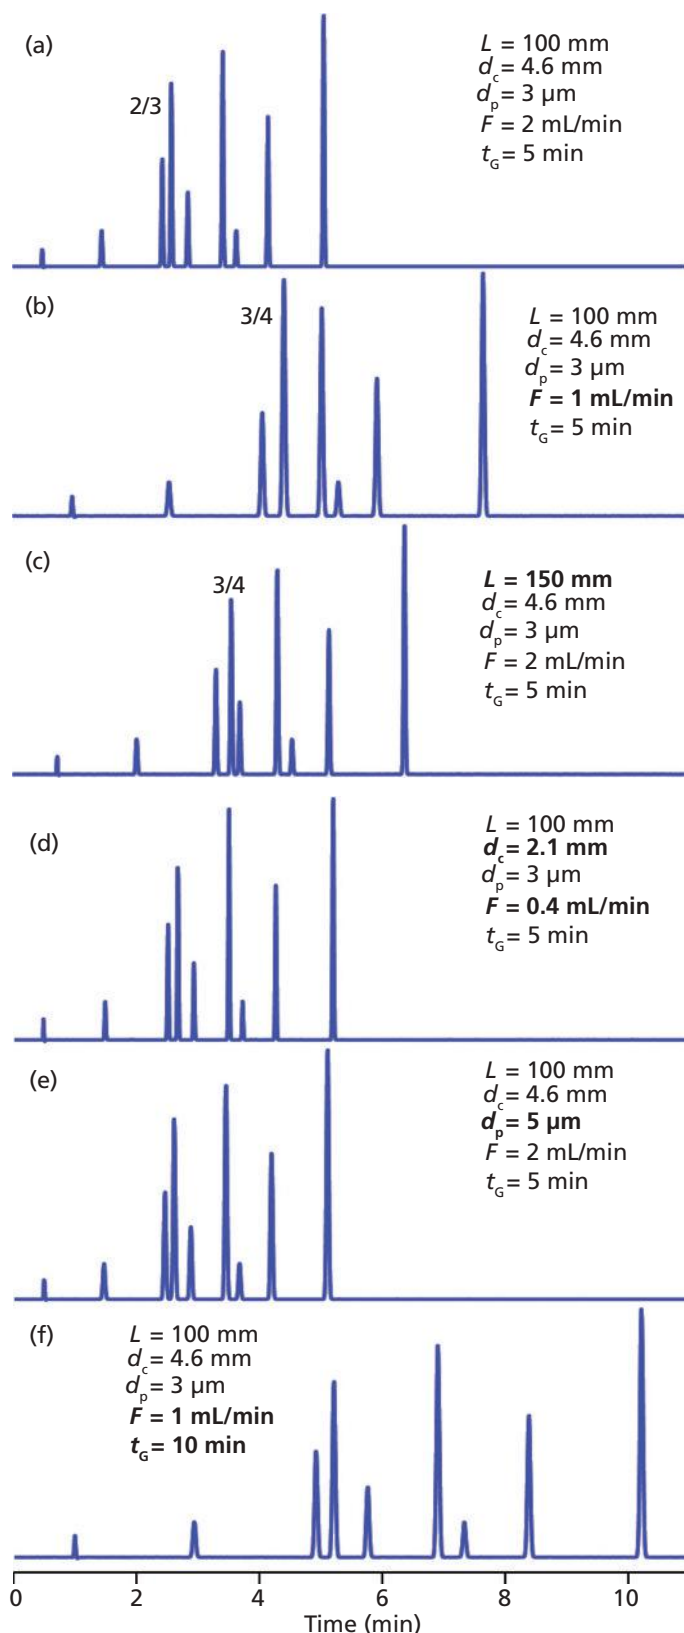 (a)
L = 100 mm
dc = 4.6 mm
dp = 3 µm
F = 2 mL/min
tG = 5 min
2/3
(b)
L = 100 mm
dc = 4.6 mm
dp = 3 µm
F = 1 mL/min
tG = 5 min
3/4
(c)
L = 150 mm
dc = 4.6 mm
dp = 3 µm
F = 2 mL/min
tG = 5 min
3/4
(d)
L = 100 mm
dc = 2.1 mm
dp = 3 µm
F = 0.4 mL/min
tG = 5 min
(e)
L = 100 mm
dc = 4.6 mm
dp = 5 µm
F = 2 mL/min
tG = 5 min
(f)
L = 100 mm
dc = 4.6 mm
dp = 3 µm
F = 1 mL/min
tG = 10 min
0 2 4 6 8 10
Time (min)